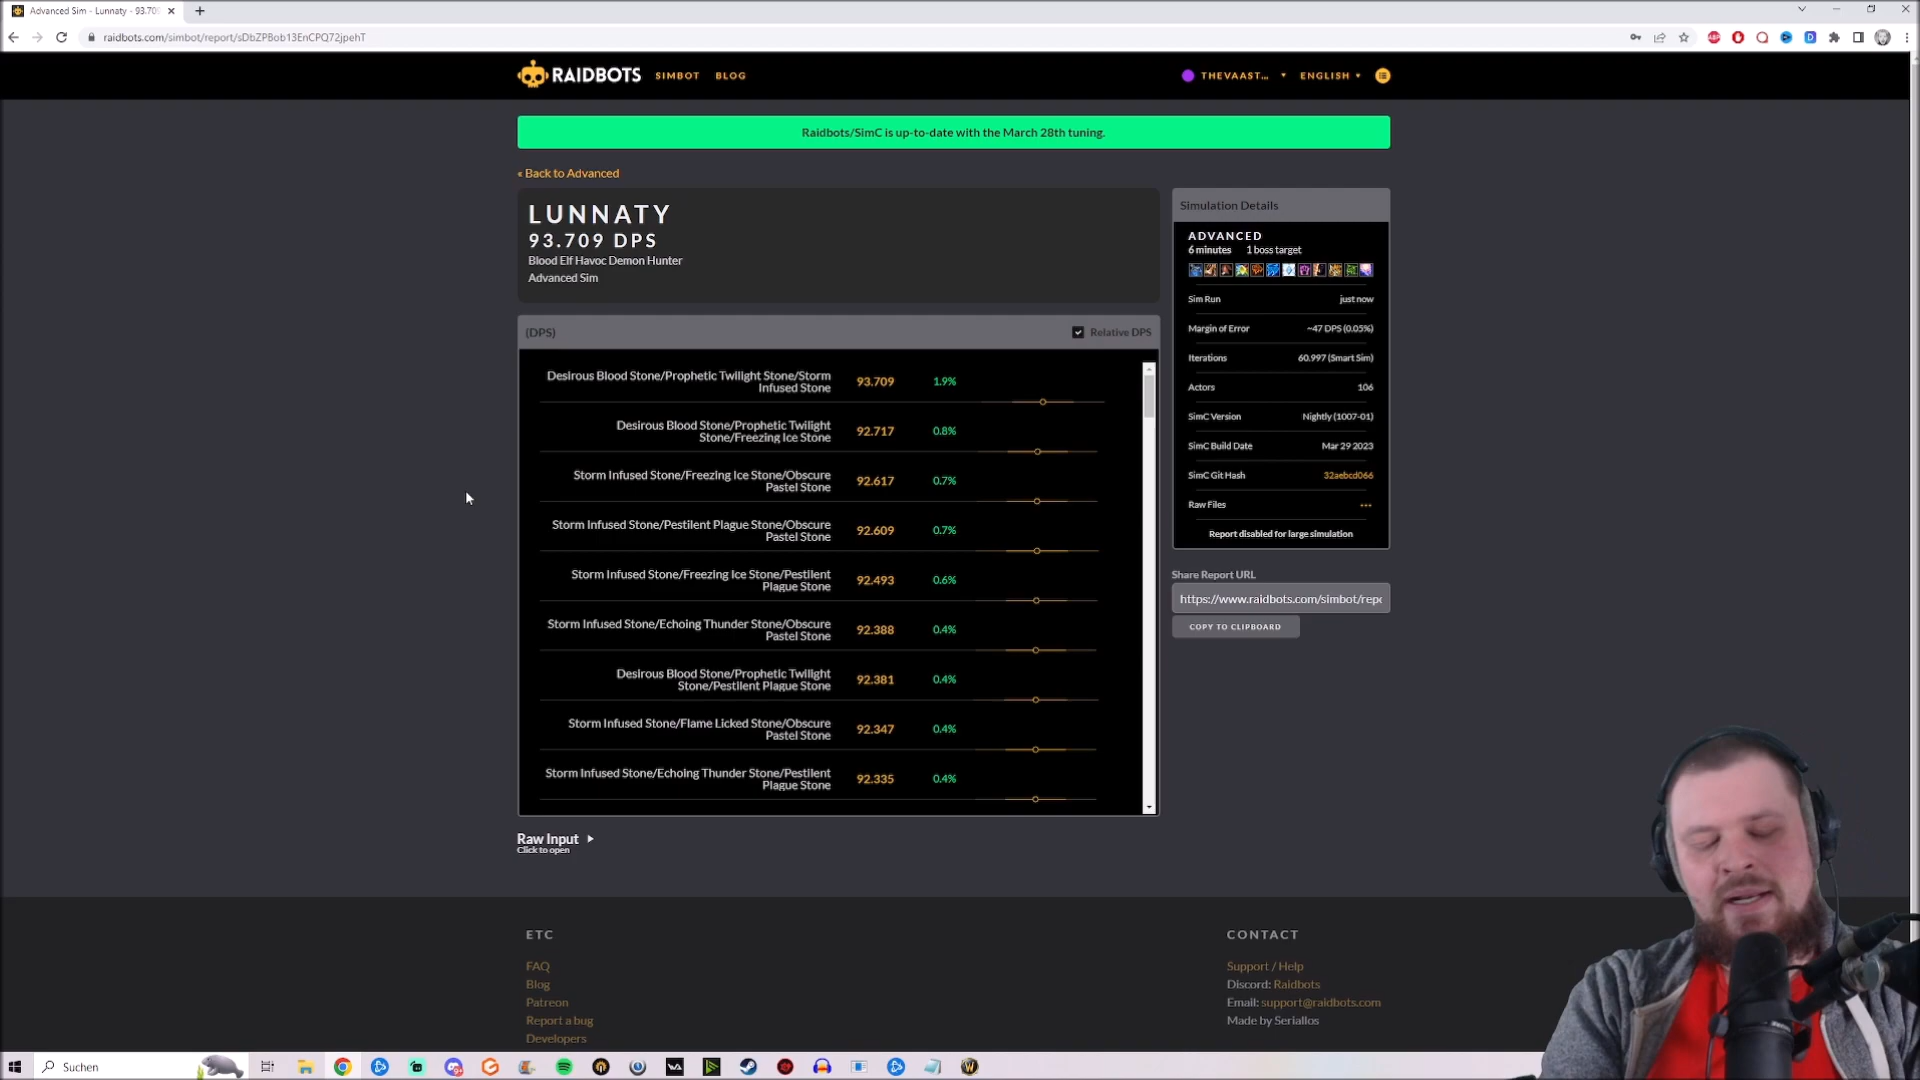 Advanced Sim - Lunnaty - 93.709
raidbots.com/simbot/report/sDbZPBob13EnCPQ72jpehT
RAIDBOTS SIMBOT BLOG THEVAAST... ENGLISH
Raidbots/SimC is up-to-date with the March 28th tuning.
« Back to Advanced
LUNNATY
93.709 DPS
Blood Elf Havoc Demon Hunter
Advanced Sim
(DPS) Relative DPS
Desirous Blood Stone/Prophetic Twilight Stone/Storm
Infused Stone
93.709 1.9%
Desirous Blood Stone/Prophetic Twilight
Stone/Freezing Ice Stone
92.717 0.8%
Storm Infused Stone/Freezing Ice Stone/Obscure
Pastel Stone
92.617 0.7%
Storm Infused Stone/Pestilent Plague Stone/Obscure
Pastel Stone
92.609 0.7%
Storm Infused Stone/Freezing Ice Stone/Pestilent
Plague Stone
92.493 0.6%
Storm Infused Stone/Echoing Thunder Stone/Obscure
Pastel Stone
92.388 0.4%
Desirous Blood Stone/Prophetic Twilight
Stone/Pestilent Plague Stone
92.381 0.4%
Storm Infused Stone/Flame Licked Stone/Obscure
Pastel Stone
92.347 0.4%
Storm Infused Stone/Echoing Thunder Stone/Pestilent
Plague Stone
92.335 0.4%
Raw Input
Click to open
Simulation Details
ADVANCED
6 minutes 1 boss target
Sim Run just now
Margin of Error ~47 DPS (0.05%)
Iterations 60.997 (Smart Sim)
Actors 106
SimC Version Nightly (1007-01)
SimC Build Date Mar 29 2023
SimC Git Hash 32aebcd066
Raw Files •••
Report disabled for large simulation
Share Report URL
https://www.raidbots.com/simbot/repo
COPY TO CLIPBOARD
ETC
FAQ
Blog
Patreon
Report a bug
Developers
CONTACT
Support / Help
Discord: Raidbots
Email: support@raidbots.com
Made by Seriallos
Suchen